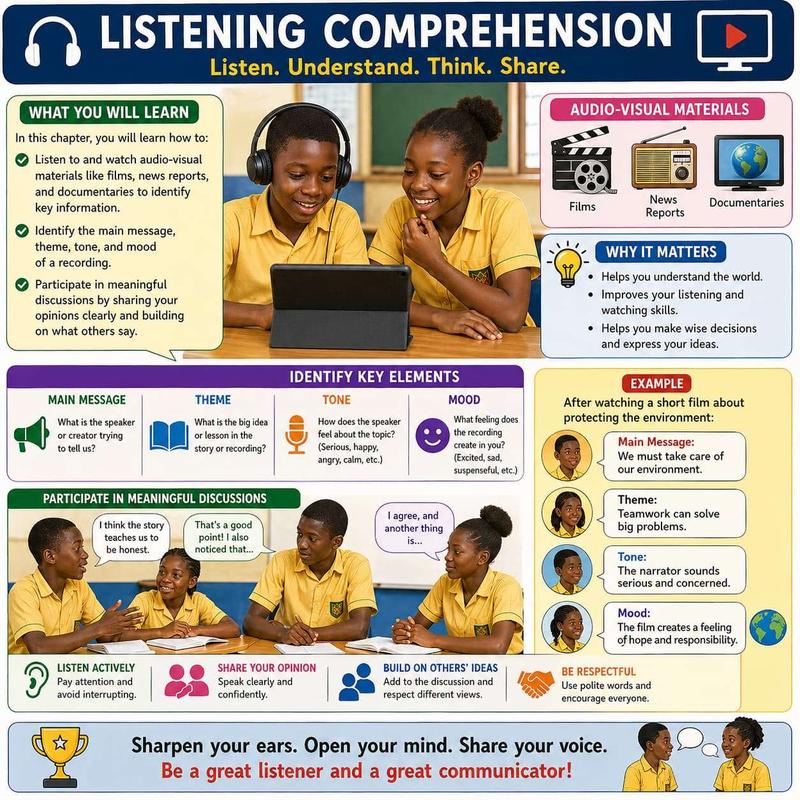 LISTENING COMPREHENSION
Listen. Understand. Think. Share.
WHAT YOU WILL LEARN
In this chapter, you will learn how to:
Listen to and watch audio-visual
materials like films, news reports,
and documentaries to identify
key information.
Identify the main message,
theme, tone, and mood
of a recording.
Participate in meaningful
discussions by sharing your
opinions clearly and building
on what others say.
AUDIO-VISUAL MATERIALS
Films
News
Reports
Documentaries
WHY IT MATTERS
• Helps you understand the world.
• Improves your listening and
watching skills.
• Helps you make wise decisions
and express your ideas.
IDENTIFY KEY ELEMENTS
MAIN MESSAGE
What is the speaker
or creator trying
to tell us?
THEME
What is the big idea
or lesson in the
story or recording?
TONE
How does the speaker
feel about the topic?
(Serious, happy,
angry, calm, etc.)
MOOD
What feeling does
the recording
create in you?
(Excited, sad,
suspenseful, etc.)
EXAMPLE
After watching a short film about
protecting the environment:
Main Message:
We must take care of
our environment.
Theme:
Teamwork can solve
big problems.
Tone:
The narrator sounds
serious and concerned.
Mood:
The film creates a feeling
of hope and responsibility.
PARTICIPATE IN MEANINGFUL DISCUSSIONS
I think the story
teaches us to
be honest.
That's a good
point! I also
noticed that...
I agree, and
another thing
is...
LISTEN ACTIVELY
Pay attention and
avoid interrupting.
SHARE YOUR OPINION
Speak clearly and
confidently.
BUILD ON OTHERS' IDEAS
Add to the discussion and
respect different views.
BE RESPECTFUL
Use polite words and
encourage everyone.
Sharpen your ears. Open your mind. Share your voice.
Be a great listener and a great communicator!